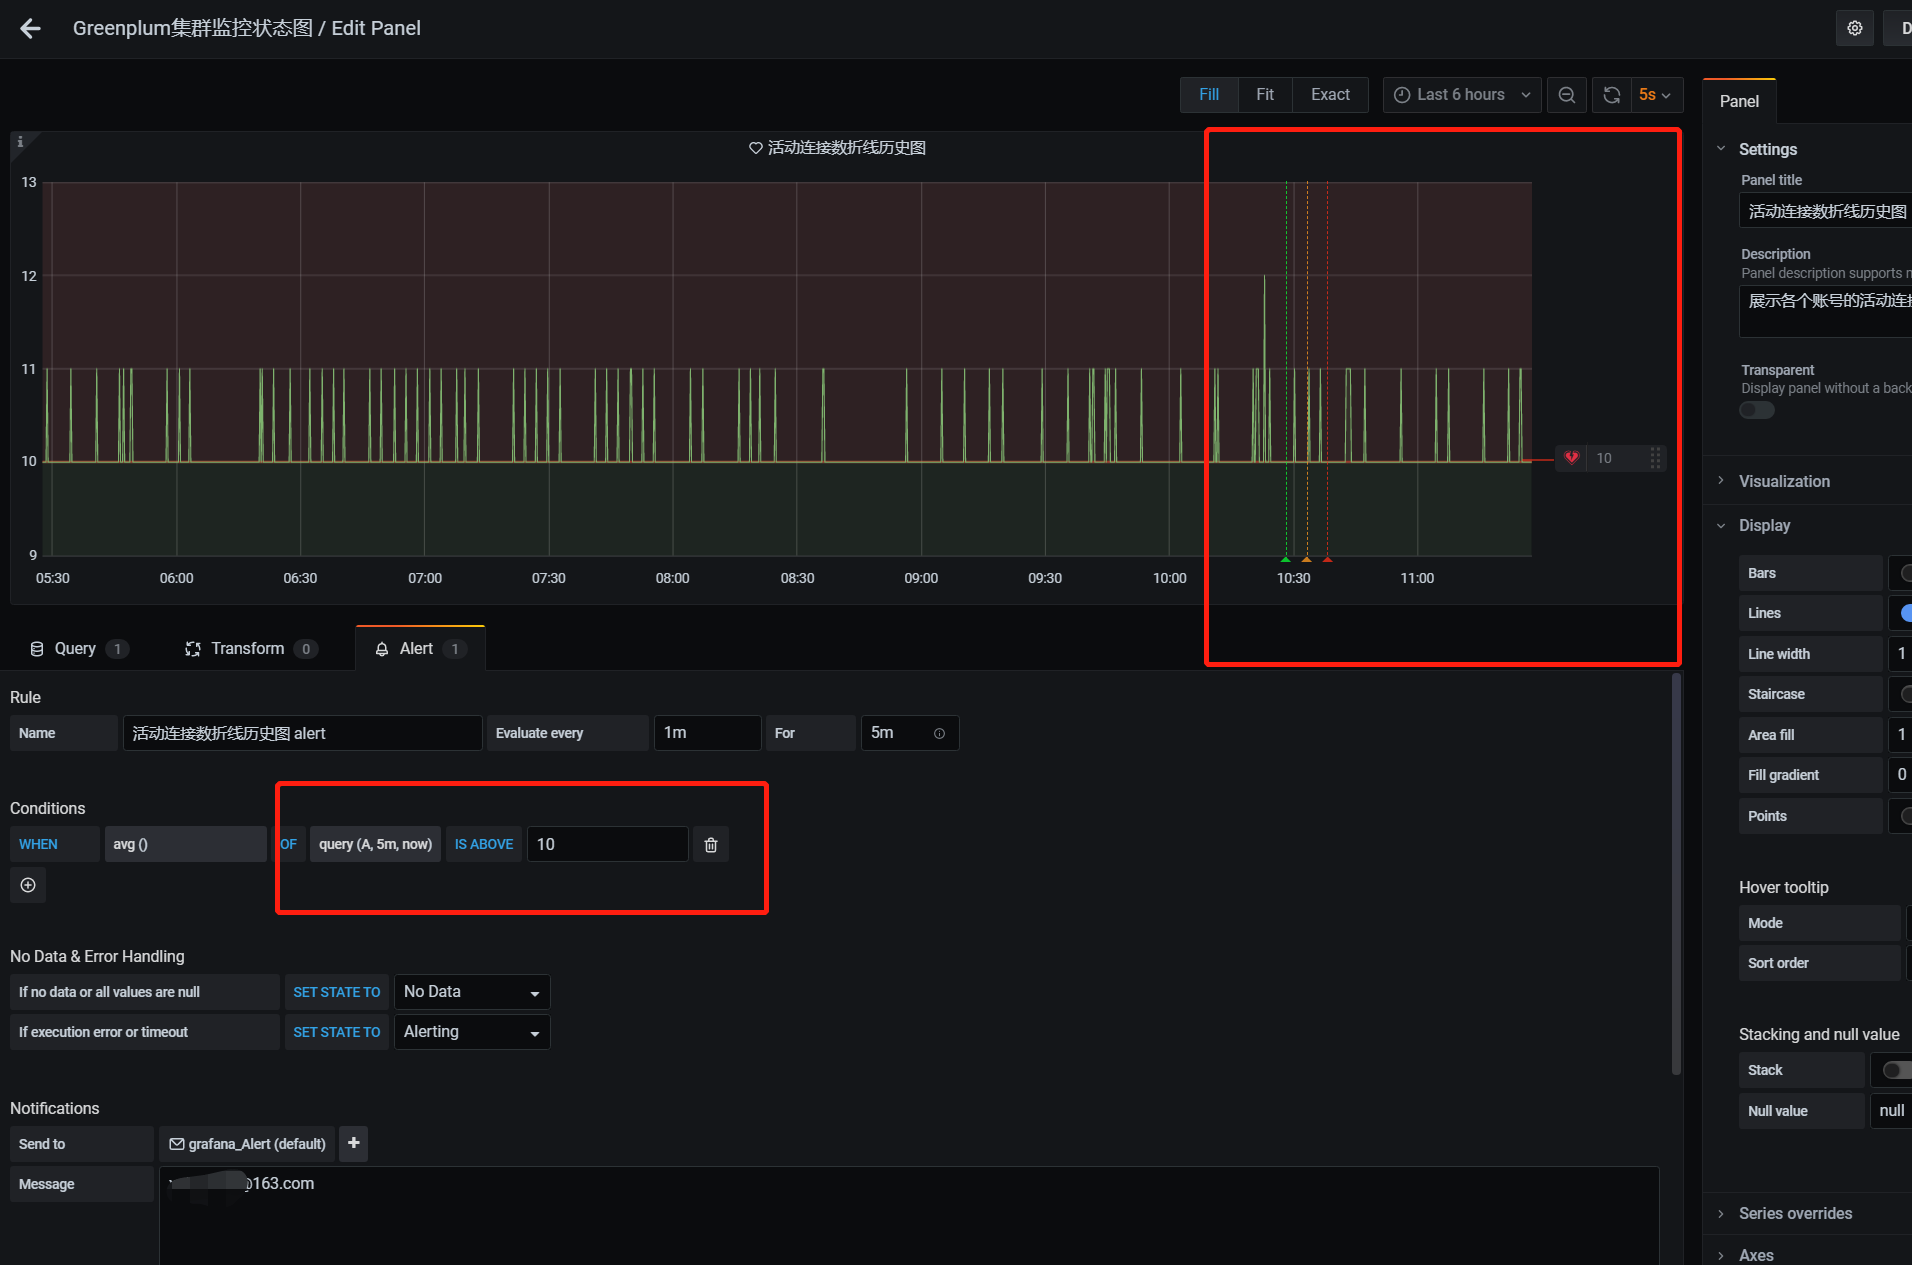 Greenplum集群监控状态图 / Edit Panel
Fill Fit Exact Last 6 hours 5s
Panel
活动连接数折线历史图
13
12
11
10
9
05:30 06:00 06:30 07:00 07:30 08:00 08:30 09:00 09:30 10:00 10:30 11:00
10
Query 1 Transform 0 Alert 1
Rule
Name 活动连接数折线历史图 alert Evaluate every 1m For 5m
Conditions
WHEN avg () OF query (A, 5m, now) IS ABOVE 10
No Data & Error Handling
If no data or all values are null SET STATE TO No Data
If execution error or timeout SET STATE TO Alerting
Notifications
Send to grafana_Alert (default) +
Message @163.com
Settings
Panel title
活动连接数折线历史图
Description
Panel description supports
展示各个账号的活动连
Transparent
Display panel without a back
Visualization
Display
Bars
Lines
Line width 1
Staircase
Area fill 1
Fill gradient 0
Points
Hover tooltip
Mode
Sort order
Stacking and null value
Stack
Null value null
Series overrides
Axes